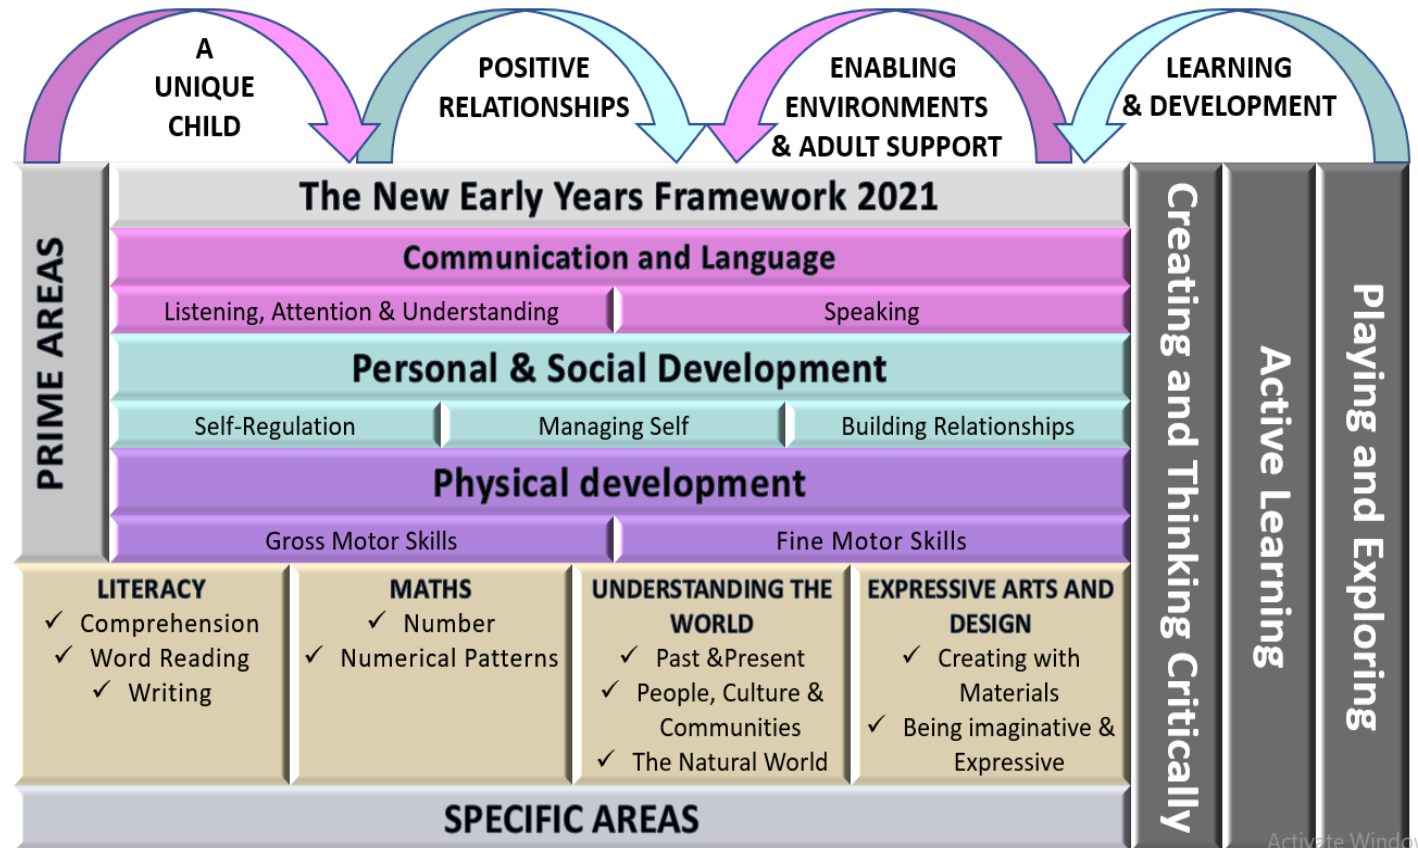 A
UNIQUE
CHILD
POSITIVE
RELATIONSHIPS
ENABLING
ENVIRONMENTS
& ADULT SUPPORT
LEARNING
& DEVELOPMENT
PRIME AREAS
The New Early Years Framework 2021
Communication and Language
Listening, Attention & Understanding
Speaking
Personal & Social Development
Self-Regulation
Managing Self
Building Relationships
Physical development
Gross Motor Skills
Fine Motor Skills
LITERACY
✓ Comprehension
✓ Word Reading
✓ Writing
MATHS
✓ Number
✓ Numerical Patterns
UNDERSTANDING THE
WORLD
✓ Past &Present
✓ People, Culture &
Communities
✓ The Natural World
EXPRESSIVE ARTS AND
DESIGN
✓ Creating with
Materials
✓ Being imaginative &
Expressive
SPECIFIC AREAS
Creating and Thinking Critically
Active Learning
Playing and Exploring
Activate Window